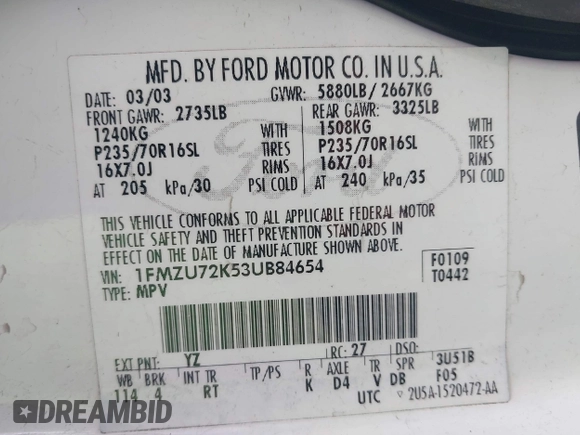 MFD. BY FORD MOTOR CO. IN U.S.A.
DATE: 03/03 GVWR: 5880LB/2667KG
FRONT GAWR: 2735LB REAR GAWR: 3325LB
1240KG WITH 1508KG WITH
P235/70R16SL TIRES P235/70R16SL TIRES
16X7.0J RIMS 16X7.0J RIMS
AT 205 kPa/30 PSI COLD AT 240 kPa/35 PSI COLD
THIS VEHICLE CONFORMS TO ALL APPLICABLE FEDERAL MOTOR
VEHICLE SAFETY AND THEFT PREVENTION STANDARDS IN
EFFECT ON THE DATE OF MANUFACTURE SHOWN ABOVE.
VIN: 1FMZU72K53UB84654 F0109
TYPE: MPV T0442
Ford
EXT PNT: YZ RC: 27 DSO:
WB BRK INT TR TP/PS R AXLE TR SPR 3U51B
114 4 RT K D4 V DB F05
UTC 2U5A-1520472-AA
DREAMBID